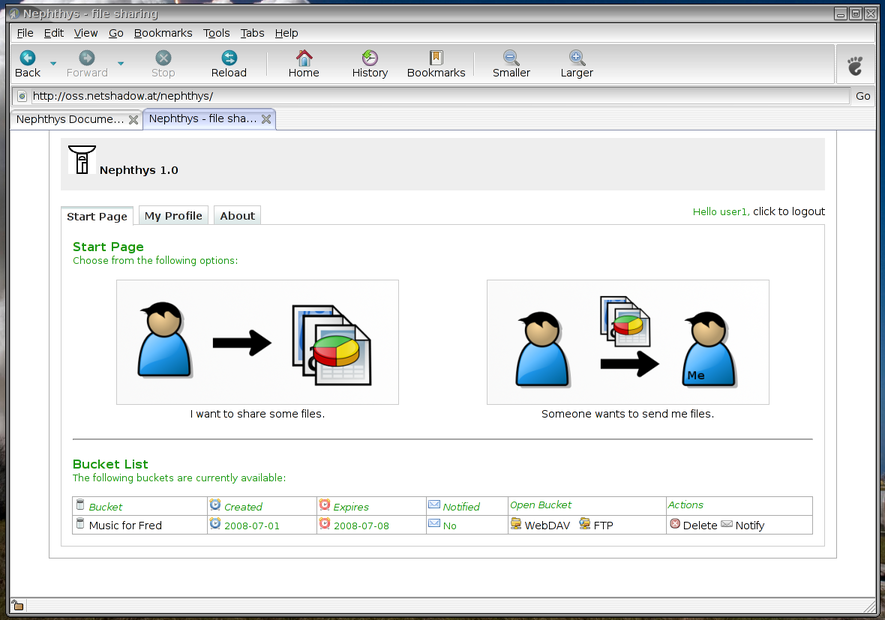 Nephthys - file sharing
File Edit View Go Bookmarks Tools Tabs Help
Back Forward Stop Reload Home History Bookmarks Smaller Larger
http://oss.netshadow.at/nephthys/ Go
Nephthys Docume... Nephthys - file sha...
Nephthys 1.0
Start Page My Profile About Hello user1. click to logout
Start Page
Choose from the following options:
Me
I want to share some files. Someone wants to send me files.
Bucket List
The following buckets are currently available:
Bucket Created Expires Notified Open Bucket Actions
Music for Fred 2008-07-01 2008-07-08 No WebDAV FTP Delete Notify